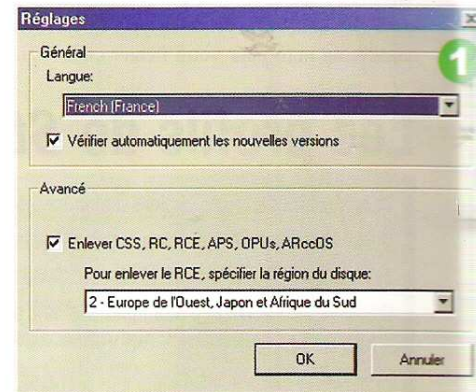 Réglages
1
Général
Langue:
French (France)
Vérifier automatiquement les nouvelles versions
Avancé
Enlever CSS, RC, RCE, APS, OPUs, ARccOS
Pour enlever le RCE, spécifier la région du disque:
2 - Europe de l'Ouest, Japon et Afrique du Sud
OK
Annuler